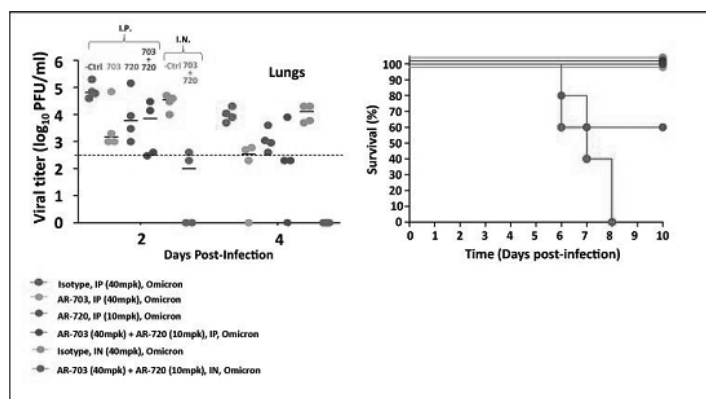 I.P.
I.N.
-Ctrl 703 720 703 + 720 -Ctrl 703 + 720
Lungs
Viral titer (log10 PFU/ml)
6
5
4
3
2
1
0
2 4
Days Post-Infection
Survival (%)
100
90
80
70
60
50
40
30
20
10
0
0 1 2 3 4 5 6 7 8 9 10
Time (Days post-infection)
Isotype, IP (40mpk), Omicron
AR-703, IP (40mpk), Omicron
AR-720, IP (10mpk), Omicron
AR-703 (40mpk) + AR-720 (10mpk), IP, Omicron
Isotype, IN (40mpk), Omicron
AR-703 (40mpk) + AR-720 (10mpk), IN, Omicron